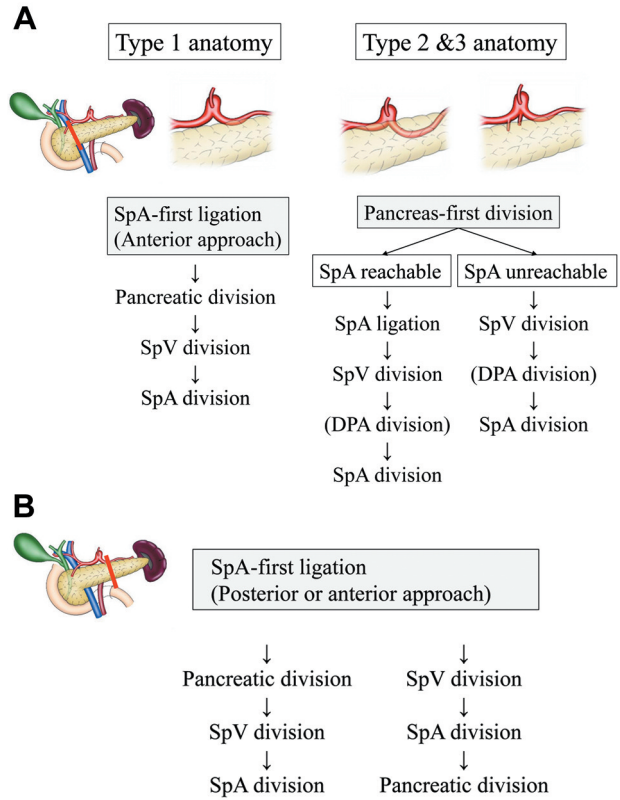 A
Type 1 anatomy
Type 2 &3 anatomy
SpA-first ligation
(Anterior approach)
↓
Pancreatic division
↓
SpV division
↓
SpA division
Pancreas-first division
SpA reachable
↓
SpA ligation
↓
SpV division
↓
(DPA division)
↓
SpA division
SpA unreachable
↓
SpV division
↓
(DPA division)
↓
SpA division
B
SpA-first ligation
(Posterior or anterior approach)
↓
Pancreatic division
↓
SpV division
↓
SpA division
↓
SpV division
↓
SpA division
↓
Pancreatic division